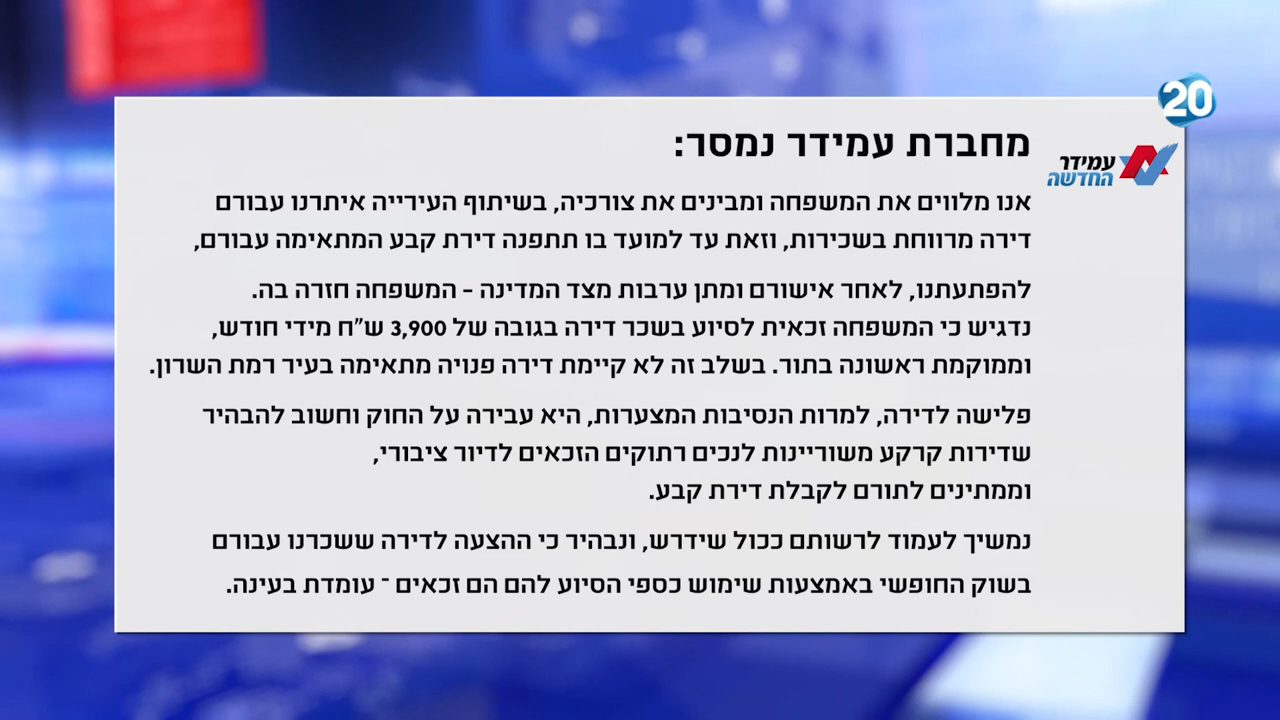 20
עמידר
החדשה
מחברת עמידר נמסר:
אנו מלווים את המשפחה ומבינים את צורכיה, בשיתוף העירייה איתרנו עבורם
דירה מרווחת בשכירות, וזאת עד למועד בו תתפנה דירת קבע המתאימה עבורם,
להפתעתנו, לאחר אישורם ומתן ערבות מצד המדינה - המשפחה חזרה בה.
נדגיש כי המשפחה זכאית לסיוע בשכר דירה בגובה של 3,900 ש"ח מידי חודש,
וממוקמת ראשונה בתור. בשלב זה לא קיימת דירה פנויה מתאימה בעיר רמת השרון.
פלישה לדירה, למרות הנסיבות המצערות, היא עבירה על החוק וחשוב להבהיר
שדירות קרקע משוריינות לנכים רתוקים הזכאים לדיור ציבורי,
וממתינים לתורם לקבלת דירת קבע.
נמשיך לעמוד לרשותם ככול שידרש, ונבהיר כי ההצעה לדירה ששכרנו עבורם
בשוק החופשי באמצעות שימוש כספי הסיוע להם הם זכאים - עומדת בעינה.